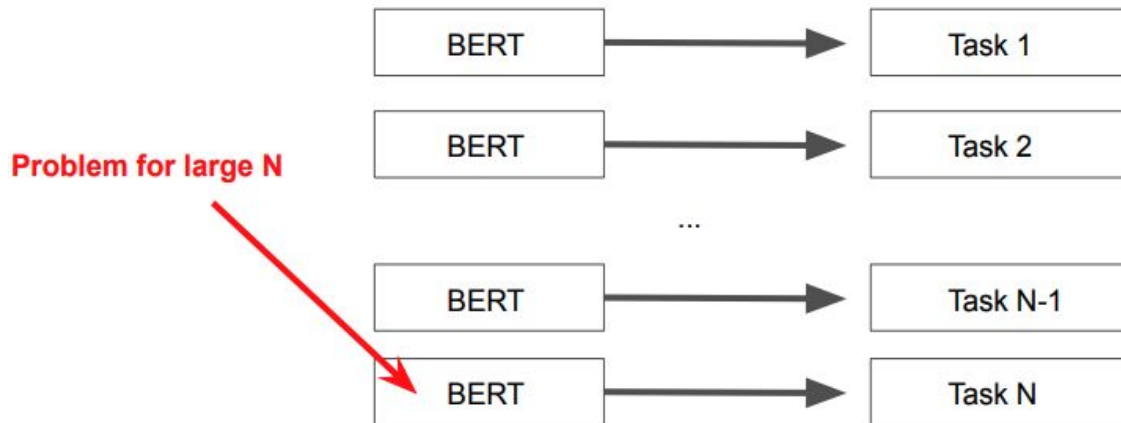 BERT Task 1
BERT Task 2
Problem for large N
...
BERT Task N-1
BERT Task N